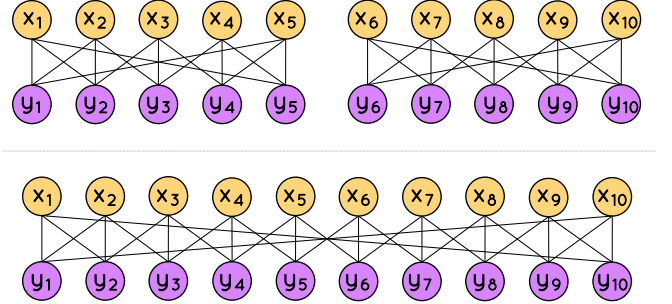 x₁ x₂ x₃ x₄ x₅ x₆ x₇ x₈ x₉ x₁₀
y₁ y₂ y₃ y₄ y₅ y₆ y₇ y₈ y₉ y₁₀
x₁ x₂ x₃ x₄ x₅ x₆ x₇ x₈ x₉ x₁₀
y₁ y₂ y₃ y₄ y₅ y₆ y₇ y₈ y₉ y₁₀